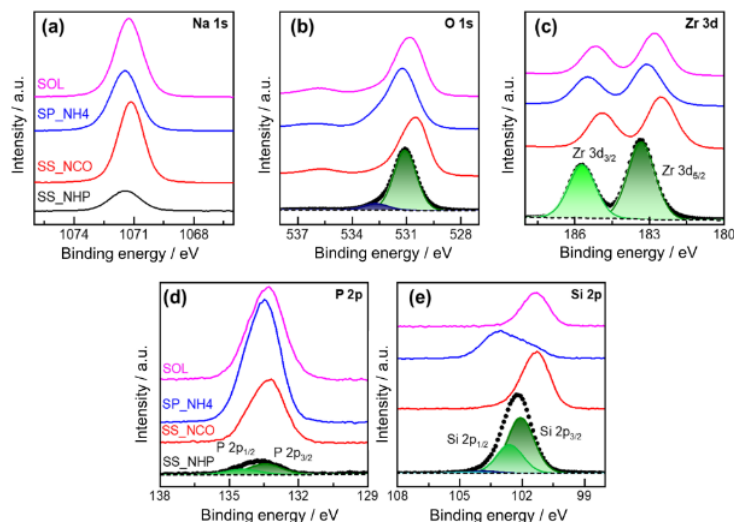 (a) Na 1s
SOL
SP_NH4
SS_NCO
SS_NHP
Intensity / a.u.
1074 1071 1068
Binding energy / eV
(b) O 1s
Intensity / a.u.
537 534 531 528
Binding energy / eV
(c) Zr 3d
Zr 3d3/2
Zr 3d5/2
Intensity / a.u.
186 183 180
Binding energy / eV
(d) P 2p
SOL
SP_NH4
SS_NCO
P 2p1/2
P 2p3/2
SS_NHP
Intensity / a.u.
138 135 132 129
Binding energy / eV
(e) Si 2p
Si 2p1/2
Si 2p3/2
Intensity / a.u.
108 105 102 99
Binding energy / eV